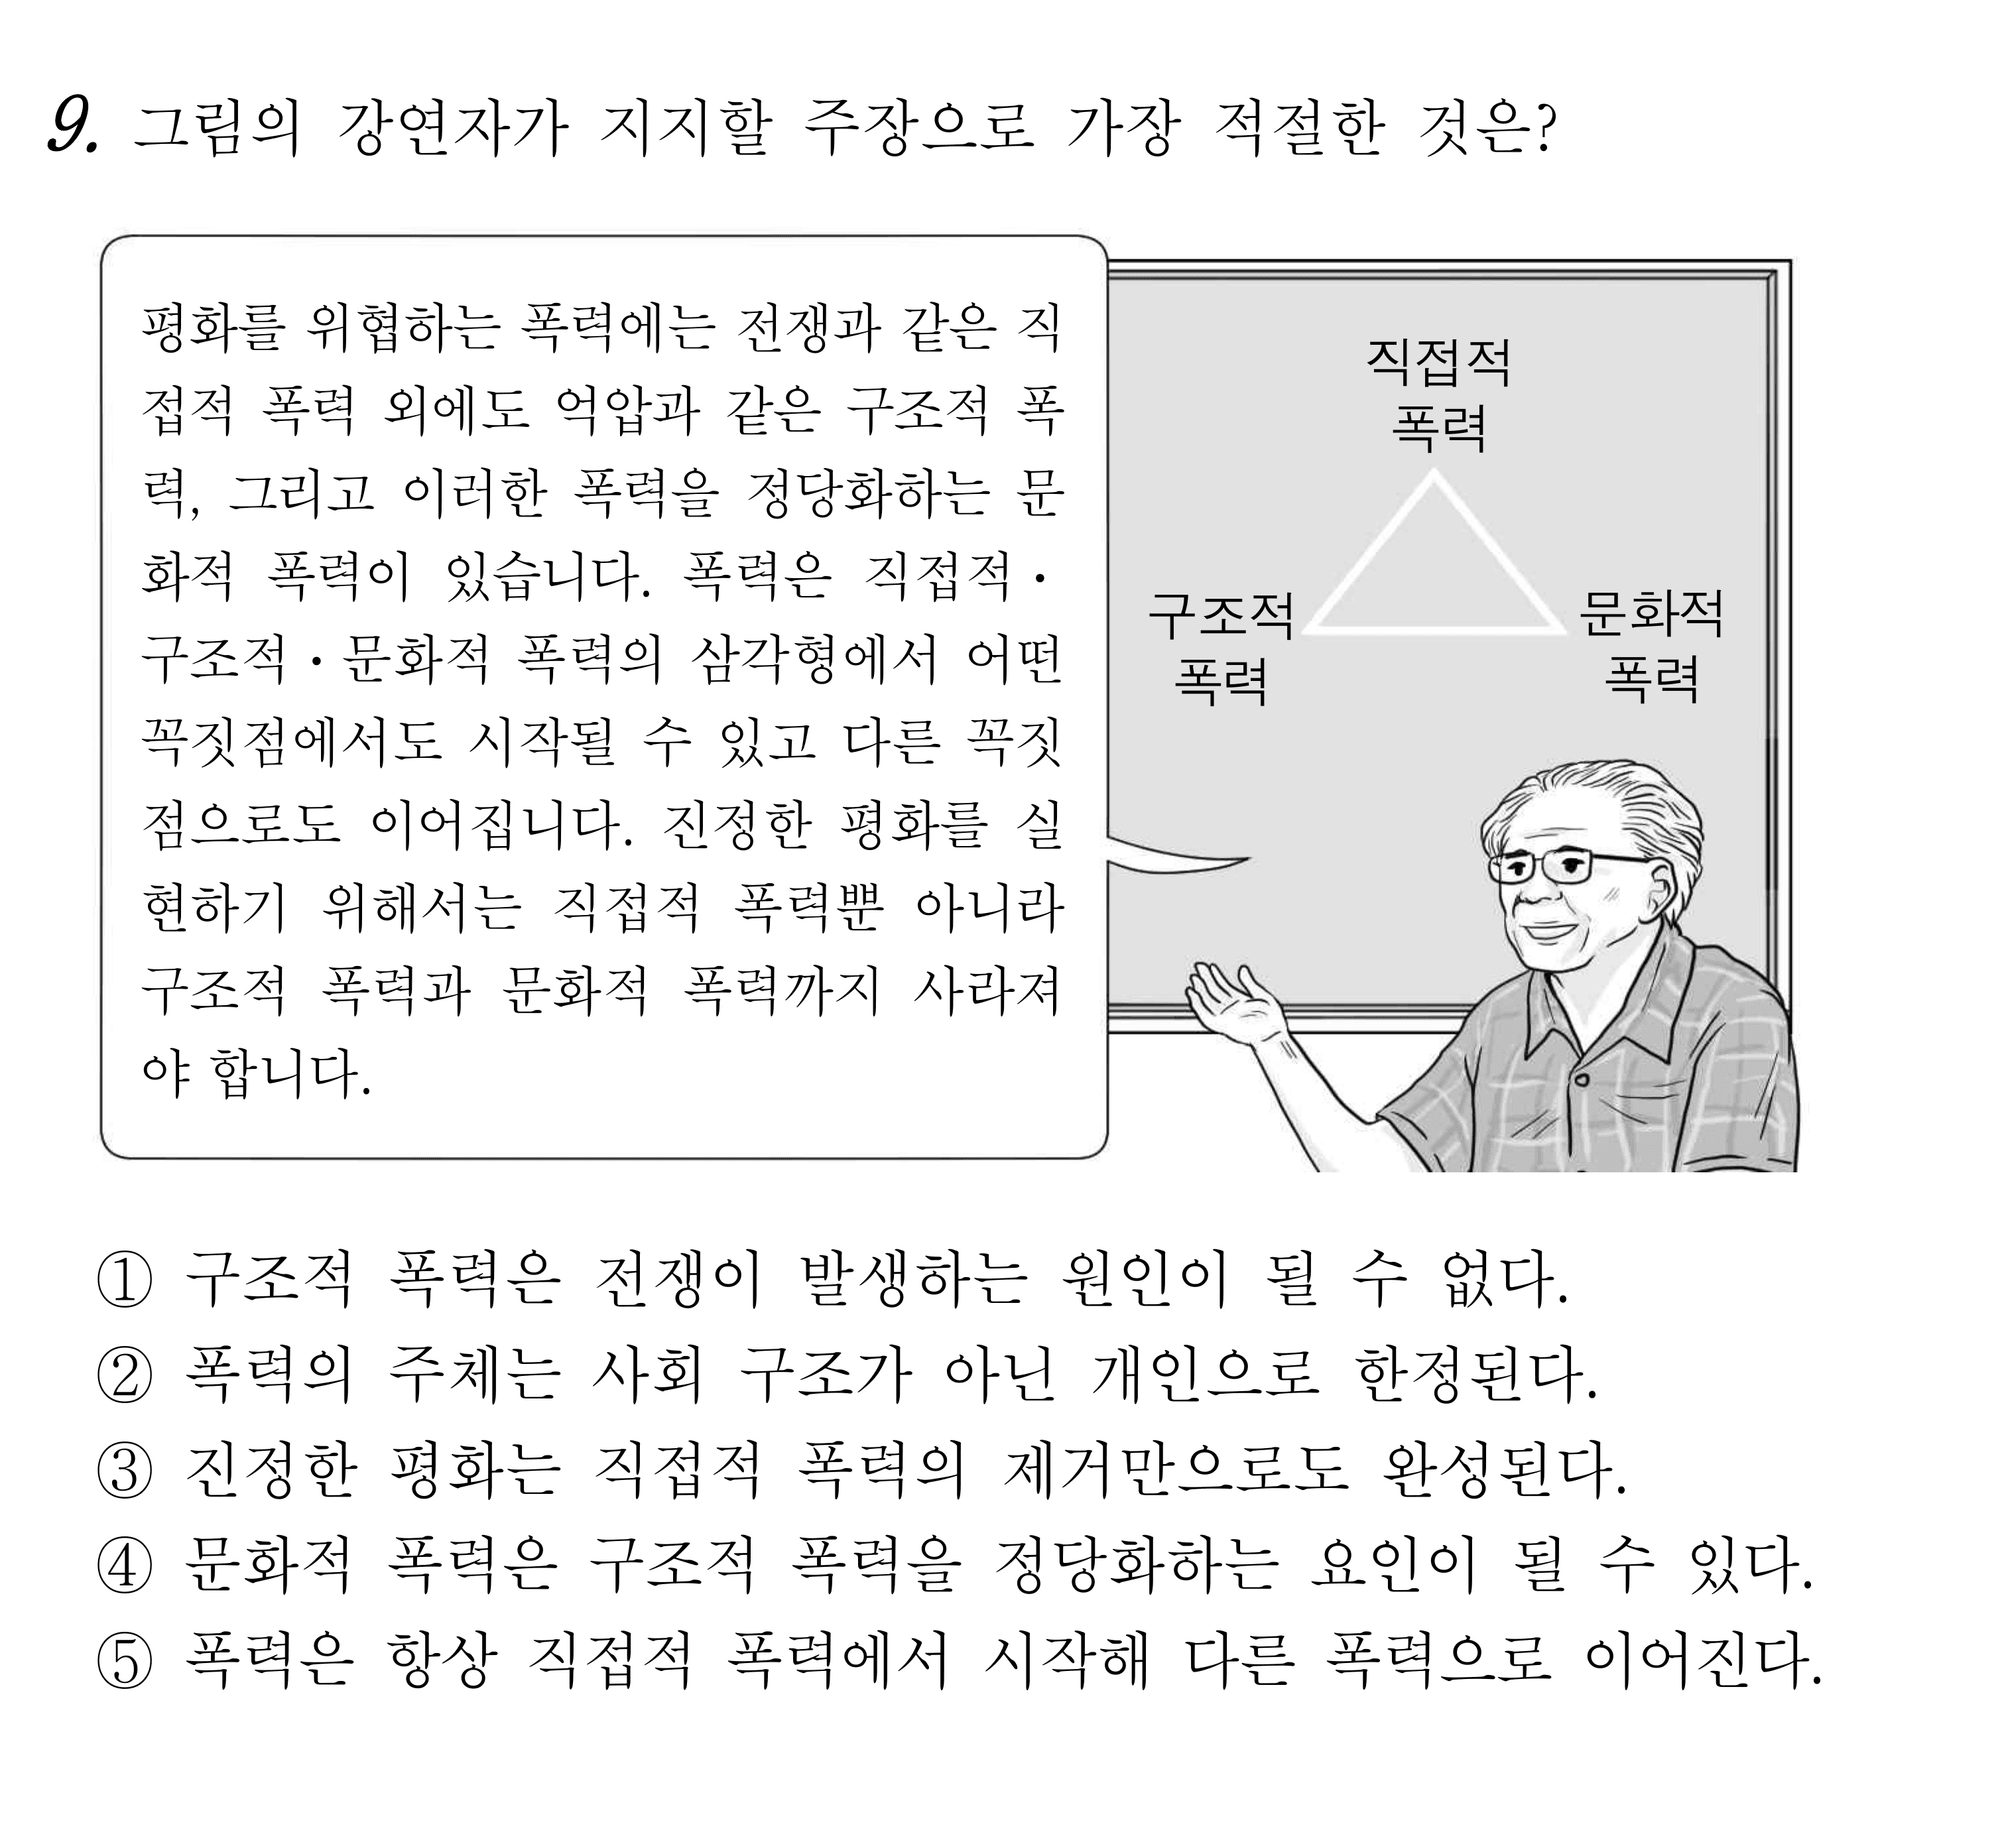 9. 그림의 강연자가 지지할 주장으로 가장 적절한 것은?
평화를 위협하는 폭력에는 전쟁과 같은 직
접적 폭력 외에도 억압과 같은 구조적 폭
력, 그리고 이러한 폭력을 정당화하는 문
화적 폭력이 있습니다. 폭력은 직접적·
구조적·문화적 폭력의 삼각형에서 어떤
꼭짓점에서도 시작될 수 있고 다른 꼭짓
점으로도 이어집니다. 진정한 평화를 실
현하기 위해서는 직접적 폭력뿐 아니라
구조적 폭력과 문화적 폭력까지 사라져
야 합니다.
직접적
폭력
구조적
폭력
문화적
폭력
① 구조적 폭력은 전쟁이 발생하는 원인이 될 수 없다.
② 폭력의 주체는 사회 구조가 아닌 개인으로 한정된다.
③ 진정한 평화는 직접적 폭력의 제거만으로도 완성된다.
④ 문화적 폭력은 구조적 폭력을 정당화하는 요인이 될 수 있다.
⑤ 폭력은 항상 직접적 폭력에서 시작해 다른 폭력으로 이어진다.